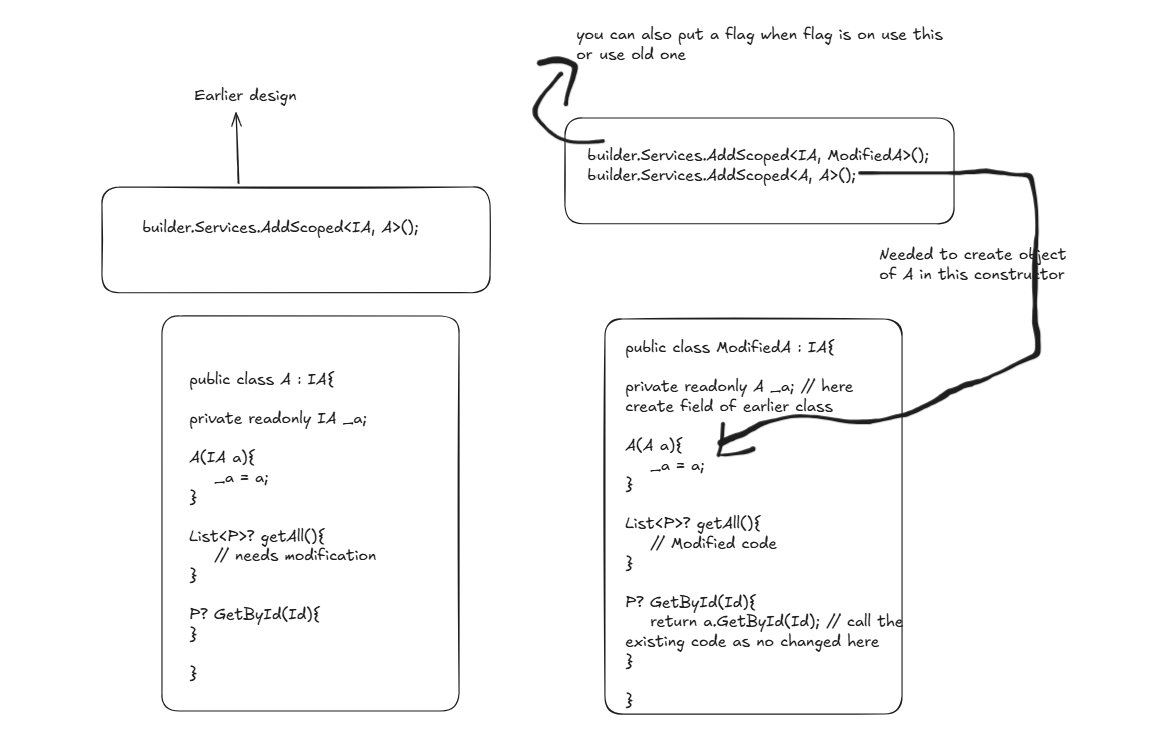 you can also put a flag when flag is on use this
or use old one
Earlier design
builder.Services.AddScoped<IA, ModifiedA>();
builder.Services.AddScoped<A, A>();
builder.Services.AddScoped<IA, A>();
Needed to create object
of A in this constructor
public class A : IA{
private readonly IA _a;
A(IA a){
_a = a;
}
List<P>? getAll(){
// needs modification
}
P? GetById(Id){
}
}
public class ModifiedA : IA{
private readonly A _a; // here
create field of earlier class
A(A a){
_a = a;
}
List<P>? getAll(){
// Modified code
}
P? GetById(Id){
return a.GetById(Id); // call the
existing code as no changed here
}
}